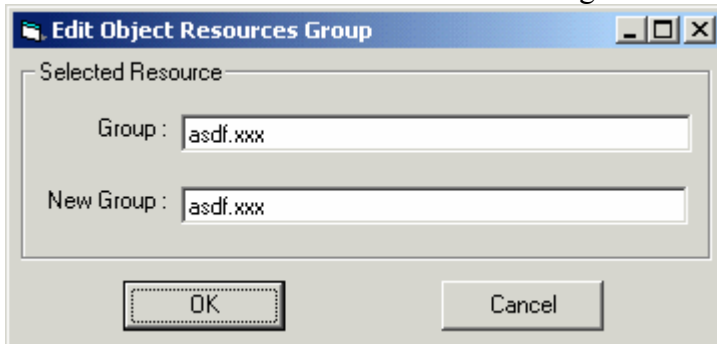 Edit Object Resources Group
Selected Resource
Group : asdf.xxx
New Group : asdf.xxx
OK Cancel